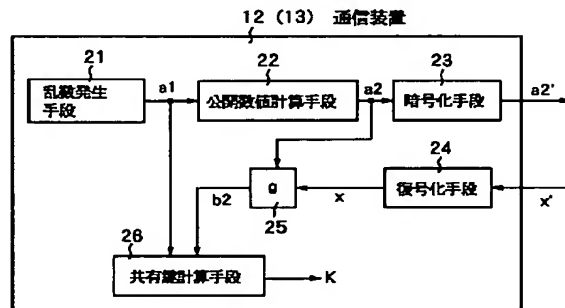 12 (13) 通信装置
21
乱数発生
手段
a1
22
公開数値計算手段
a2
23
暗号化手段
a2'
24
復号化手段
x'
x
g
25
b2
26
共有鍵計算手段
K